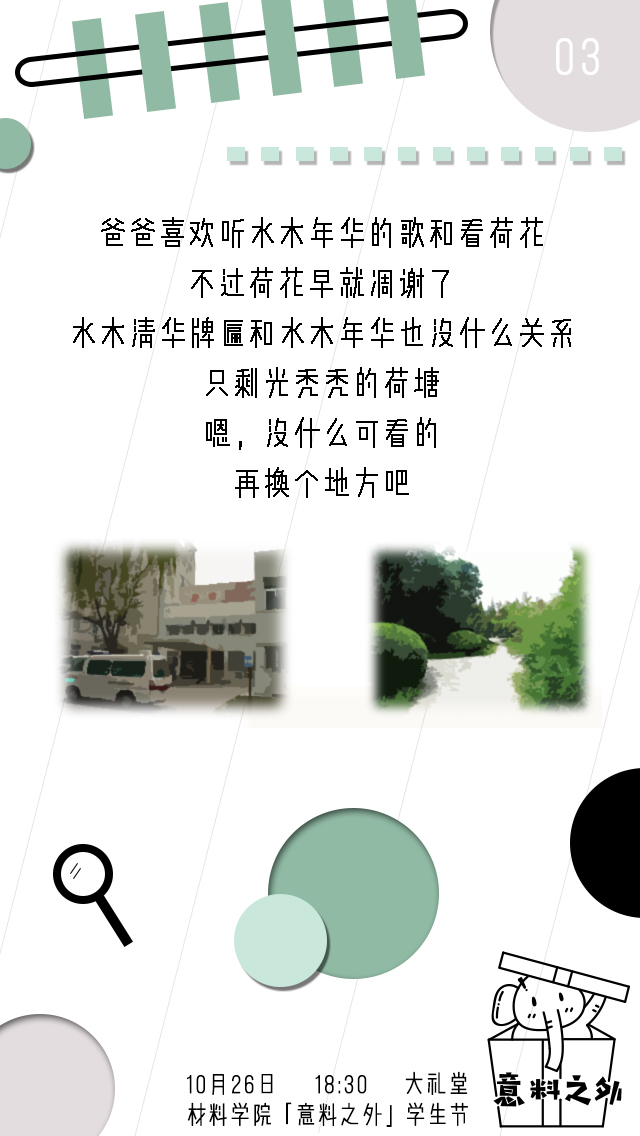 03
爸爸喜欢听水木年华的歌和看荷花
不过荷花早就凋谢了
水木清华牌匾和水木年华也没什么关系
只剩光秃秃的荷塘
嗯，没什么可看的
再换个地方吧
10月26日 18:30 大礼堂
材料学院「意料之外」学生节
意料之外